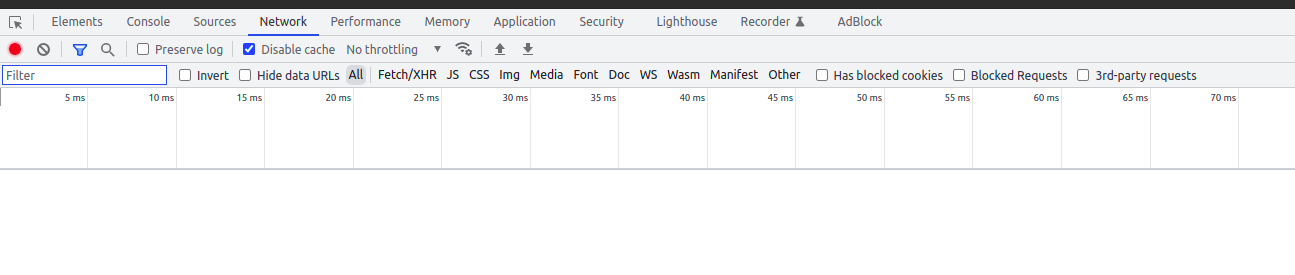 Elements Console Sources Network Performance Memory Application Security Lighthouse Recorder AdBlock
Preserve log Disable cache No throttling
Filter Invert Hide data URLs All Fetch/XHR JS CSS Img Media Font Doc WS Wasm Manifest Other Has blocked cookies Blocked Requests 3rd-party requests
5 ms 10 ms 15 ms 20 ms 25 ms 30 ms 35 ms 40 ms 45 ms 50 ms 55 ms 60 ms 65 ms 70 ms